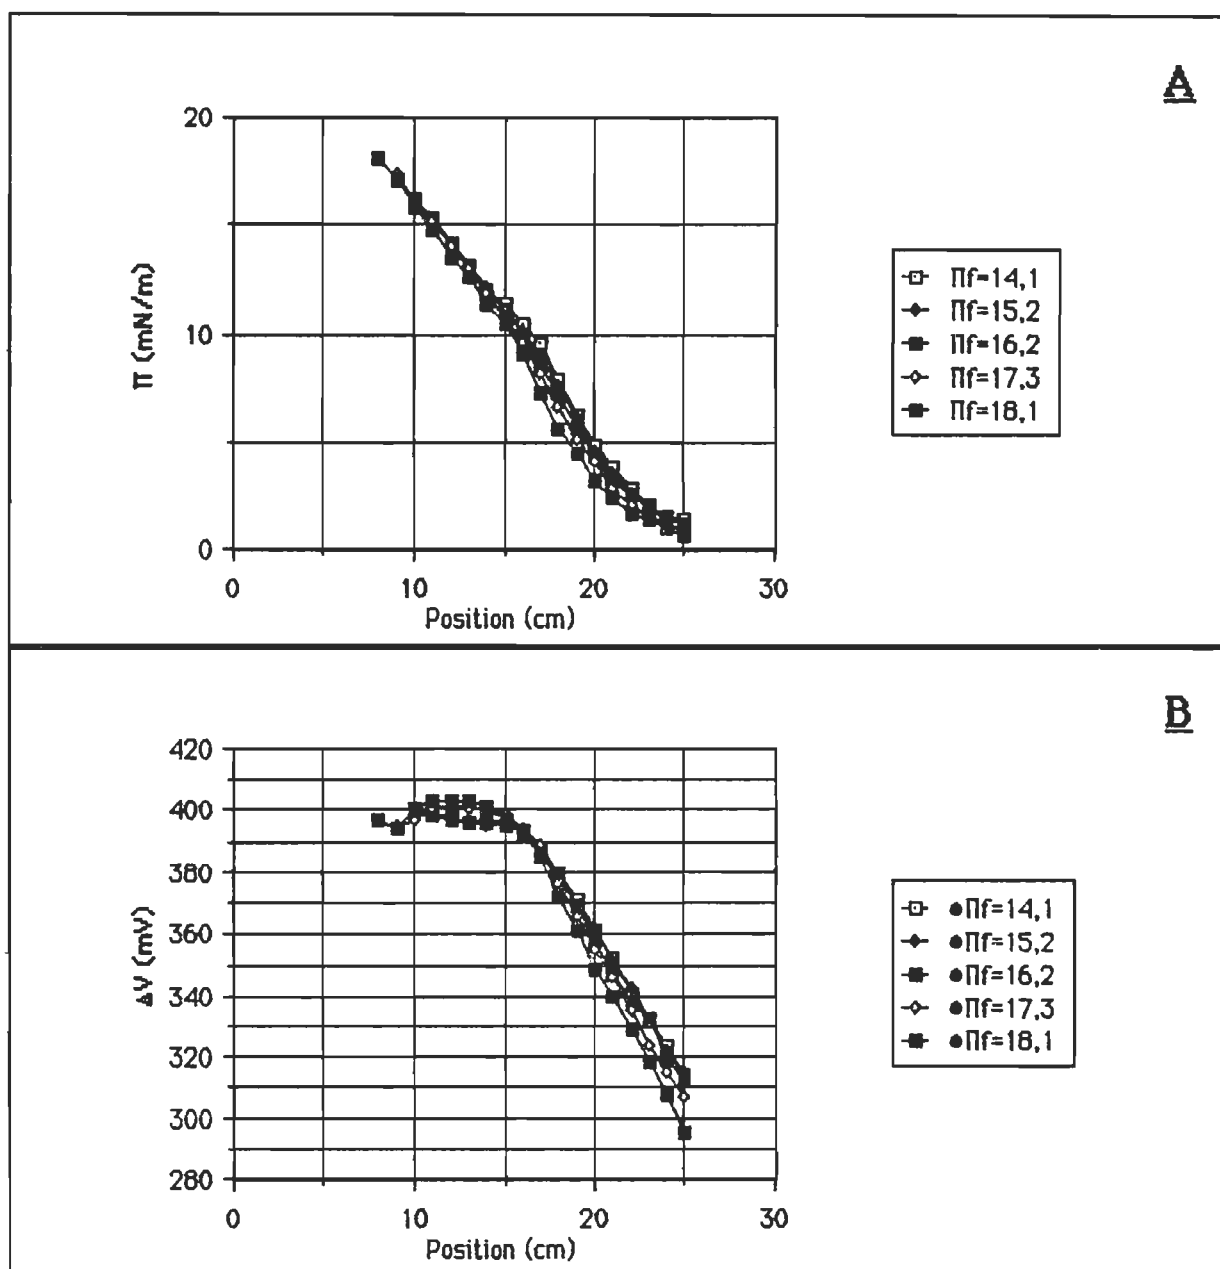 A
20
10
0
Π (mN/m)
0
10
20
30
Position (cm)
Πf=14,1
Πf=15,2
Πf=16,2
Πf=17,3
Πf=18,1
B
420
400
380
360
340
320
300
280
ΔV (mV)
0
10
20
30
Position (cm)
●Πf=14,1
●Πf=15,2
●Πf=16,2
●Πf=17,3
●Πf=18,1